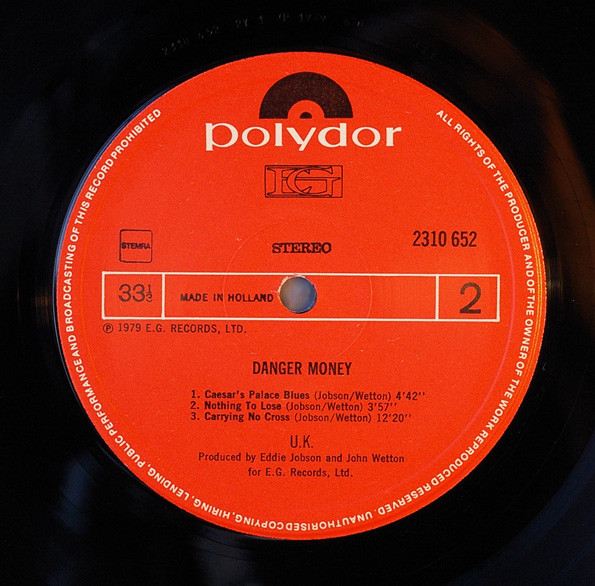 polydor
EG
STEMRA
STEREO
2310 652
33⅓
MADE IN HOLLAND
2
℗ 1979 E.G. RECORDS, LTD.
DANGER MONEY
1. Caesar's Palace Blues (Jobson/Wetton) 4'42''
2. Nothing To Lose (Jobson/Wetton) 3'57''
3. Carrying No Cross (Jobson/Wetton) 12'20''
U.K.
Produced by Eddie Jobson and John Wetton
for E.G. Records, Ltd.
ALL RIGHTS OF THE PRODUCER AND OF THE OWNER OF THE WORK REPRODUCED RESERVED. UNAUTHORISED COPYING, HIRING, LENDING, PUBLIC PERFORMANCE AND BROADCASTING OF THIS RECORD PROHIBITED